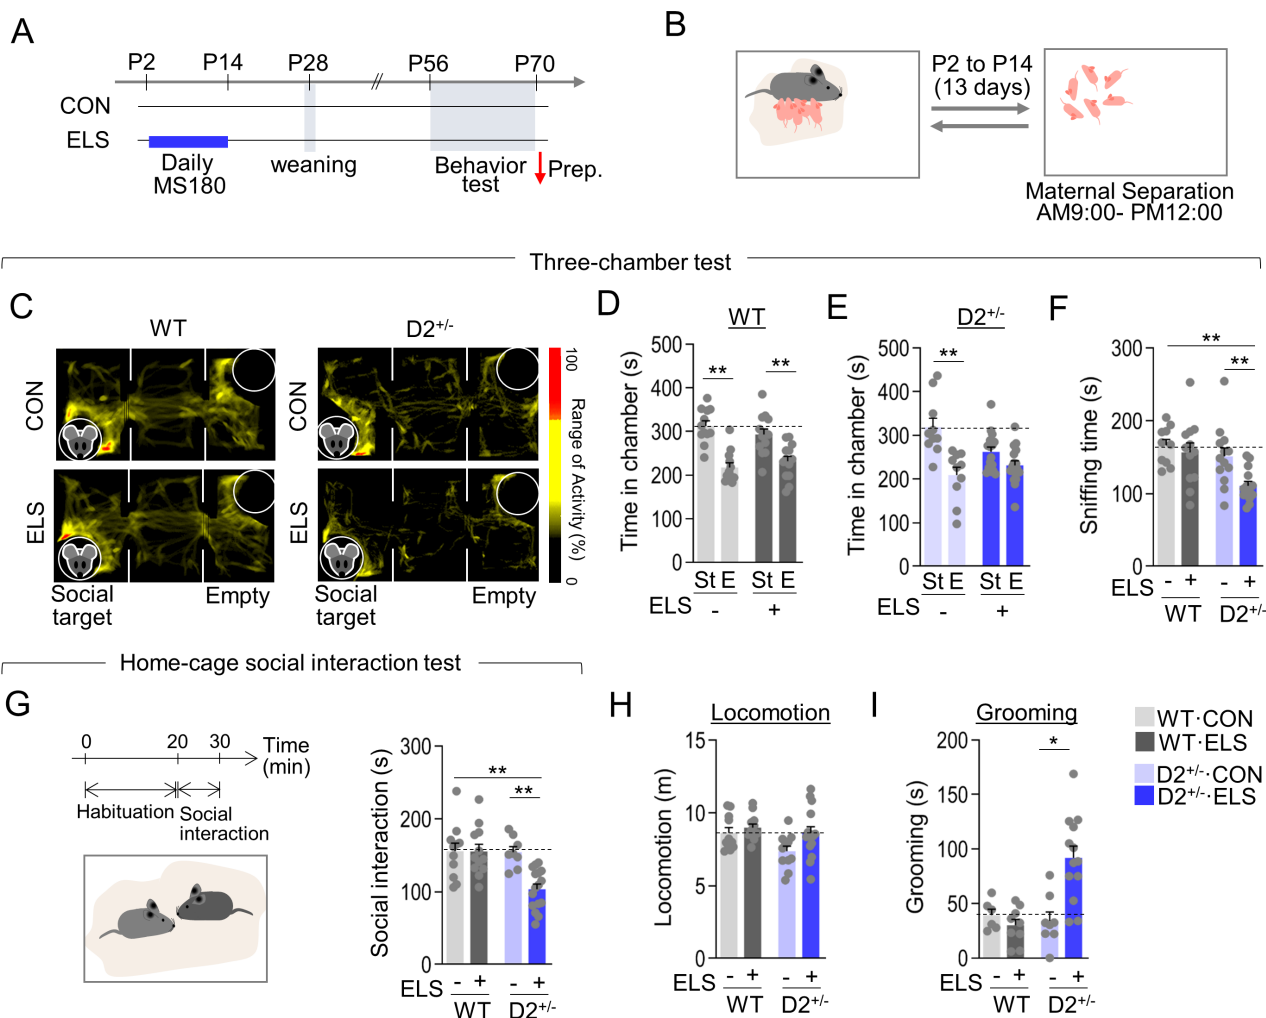 A
P2 P14 P28 P56 P70
CON
ELS
Daily
MS180
weaning
Behavior
test
Prep.
B
P2 to P14
(13 days)
Maternal Separation
AM9:00- PM12:00
Three-chamber test
C
WT
D2+/-
CON
ELS
CON
ELS
Social
target
Empty
Social
target
Empty
100
Range of Activity (%)
0
D
WT
Time in chamber (s)
500
400
300
200
100
0
** **
St E St E
ELS - +
E
D2+/-
Time in chamber (s)
500
400
300
200
100
0
**
St E St E
ELS - +
F
Sniffing time (s)
300
200
100
0
**
**
ELS - + - +
WT D2+/-
Home-cage social interaction test
G
0 20 30 Time
(min)
Habituation
Social
interaction
Social interaction (s)
300
200
100
0
**
**
ELS - + - +
WT D2+/-
H
Locomotion
Locomotion (m)
15
10
5
0
ELS - + - +
WT D2+/-
I
Grooming
Grooming (s)
200
150
100
50
0
*
ELS - + - +
WT D2+/-
WT·CON
WT·ELS
D2+/-·CON
D2+/-·ELS